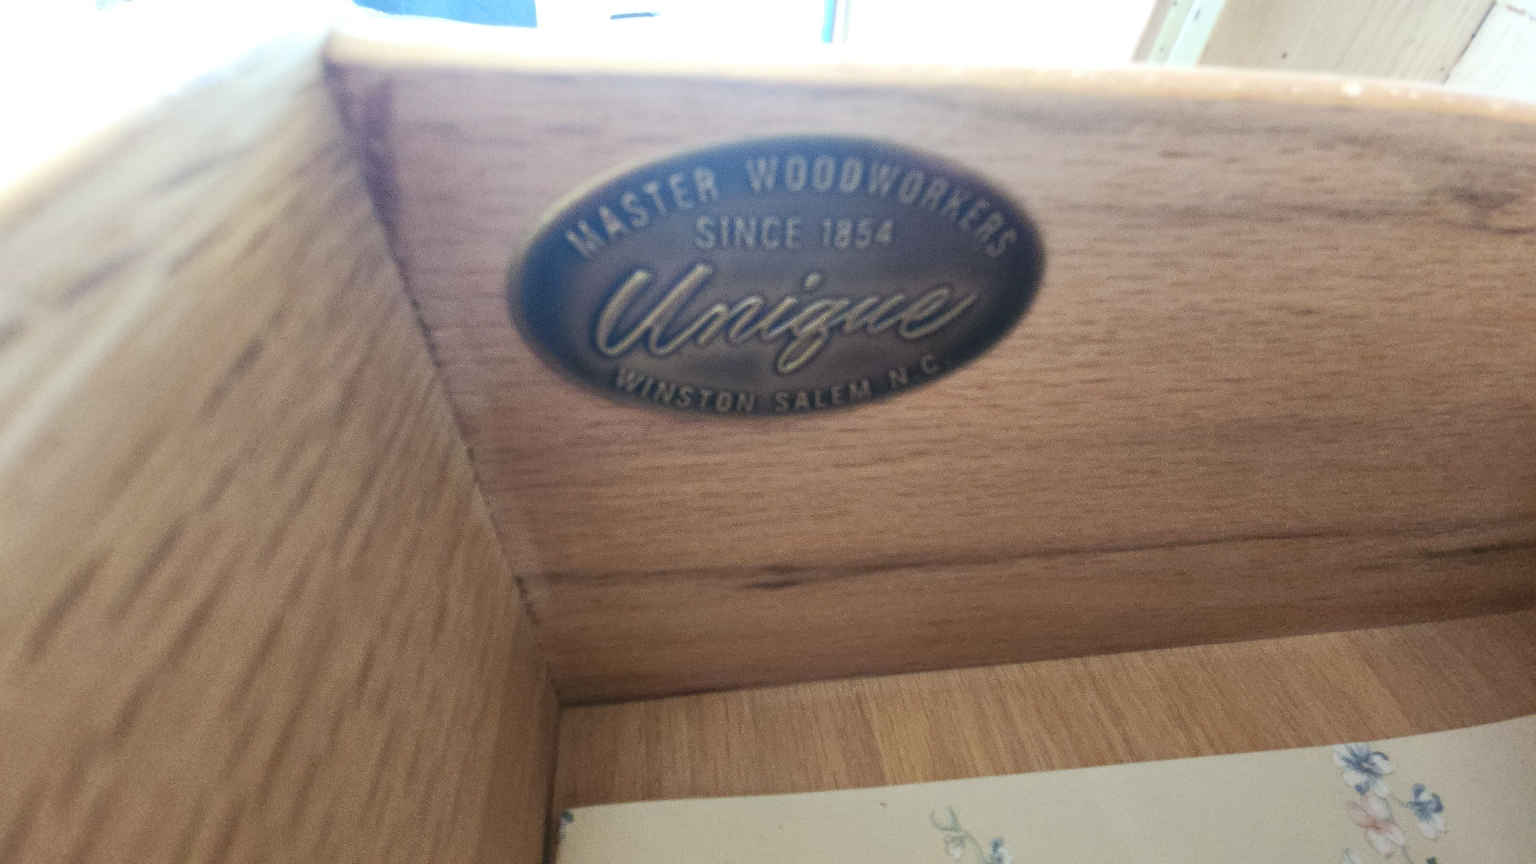 MASTER WOODWORKERS
SINCE 1854
Unique
WINSTON SALEM N.C.